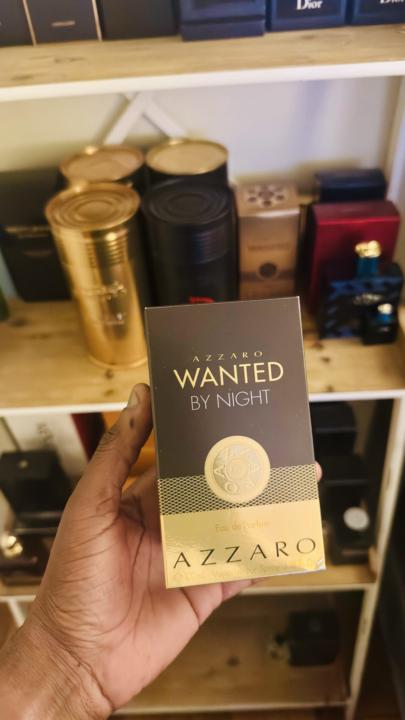 Dior
AZZARO
WANTED
BY NIGHT
Eau de Parfum
AZZARO